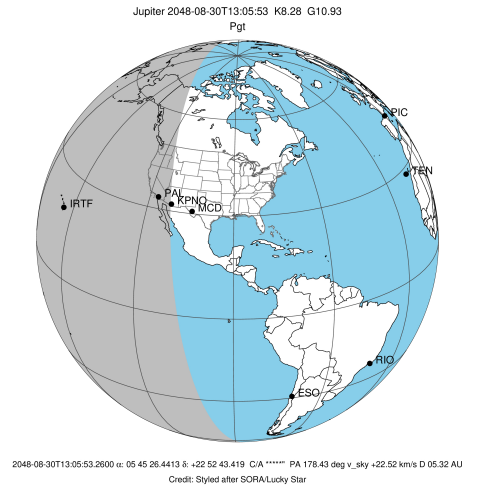 Jupiter 2048-08-30T13:05:53 K8.28 G10.93
Pgt
PIC
TEN
PAL
KPNO
MCD
IRTF
RIO
ESO
2048-08-30T13:05:53.2600 α: 05 45 26.4413 δ: +22 52 43.419 C/A *****" PA 178.43 deg v_sky +22.52 km/s D 05.32 AU
Credit: Styled after SORA/Lucky Star